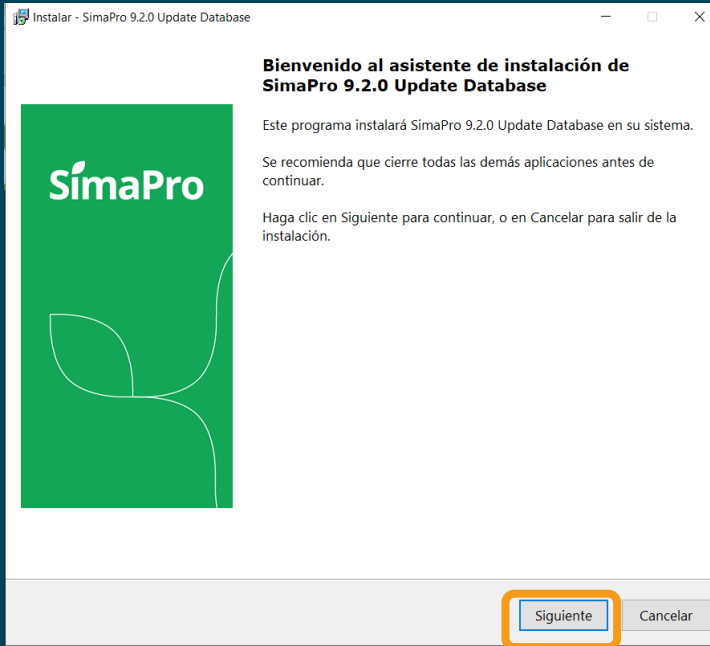 Instalar - SimaPro 9.2.0 Update Database
Bienvenido al asistente de instalación de
SimaPro 9.2.0 Update Database
SimaPro
Este programa instalará SimaPro 9.2.0 Update Database en su sistema.
Se recomienda que cierre todas las demás aplicaciones antes de
continuar.
Haga clic en Siguiente para continuar, o en Cancelar para salir de la
instalación.
Siguiente
Cancelar